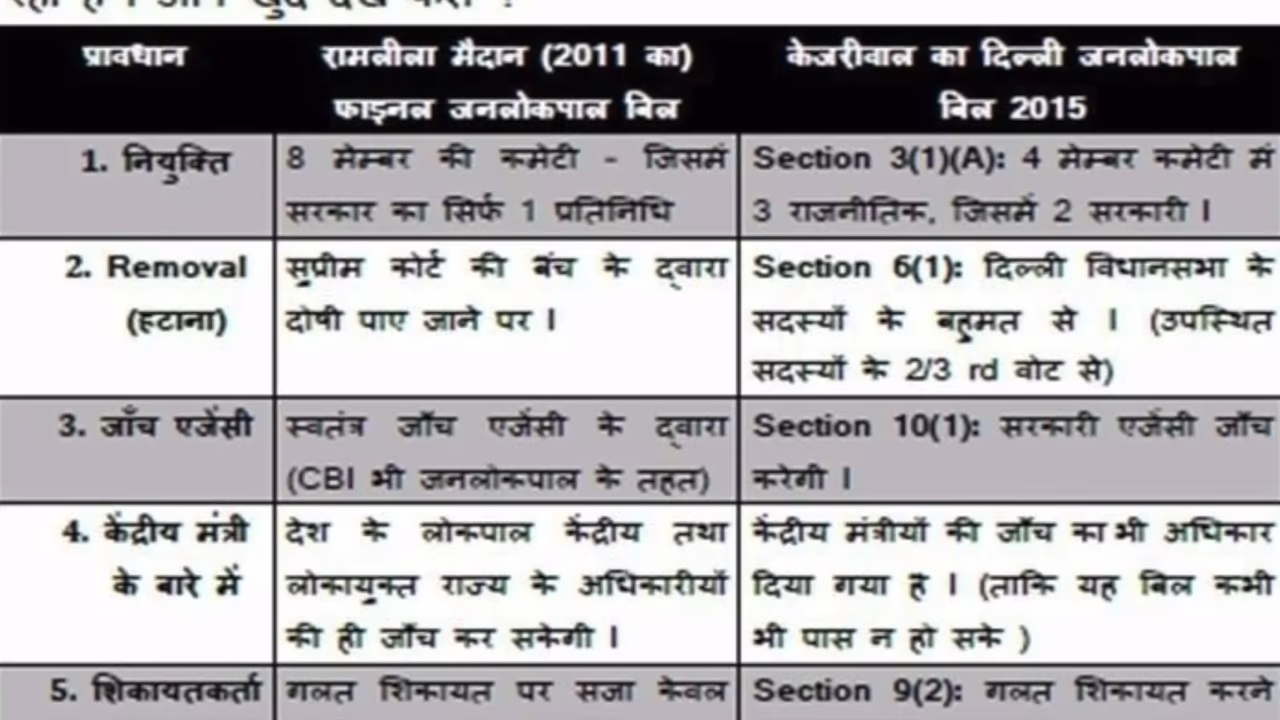 प्रावधान
रामलीला मैदान (2011 का)
फाइनल जनलोकपाल बिल
केजरीवाल का दिल्ली जनलोकपाल
बिल 2015
1. नियुक्ति
8 मेम्बर की कमेटी - जिसमें
सरकार का सिर्फ 1 प्रतिनिधि
Section 3(1)(A): 4 मेम्बर कमेटी में
3 राजनीतिक, जिसमें 2 सरकारी |
2. Removal
(हटाना)
सुप्रीम कोर्ट की बेंच के द्वारा
दोषी पाए जाने पर |
Section 6(1): दिल्ली विधानसभा के
सदस्यों के बहुमत से | (उपस्थित
सदस्यों के 2/3 rd वोट से)
3. जाँच एजेंसी
स्वतंत्र जाँच एजेंसी के द्वारा
(CBI भी जनलोकपाल के तहत)
Section 10(1): सरकारी एजेंसी जाँच
करेगी |
4. केंद्रीय मंत्री
के बारे में
देश के लोकपाल केंद्रीय तथा
लोकायुक्त राज्य के अधिकारीयों
की ही जाँच कर सकेगी |
केंद्रीय मंत्रीयों की जाँच का भी अधिकार
दिया गया है | (ताकि यह बिल कभी
भी पास न हो सके )
5. शिकायतकर्ता
गलत शिकायत पर सजा केवल
Section 9(2): गलत शिकायत करने